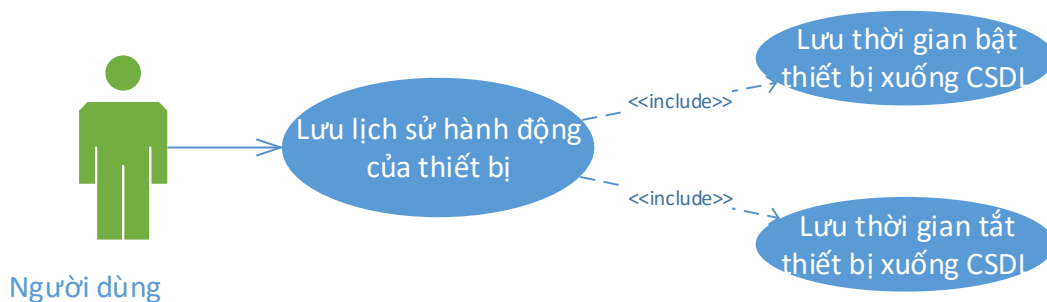 Lưu thời gian bật
thiết bị xuống CSDL
<<include>>
Lưu lịch sử hành động
của thiết bị
<<include>>
Lưu thời gian tắt
thiết bị xuống CSDL
Người dùng